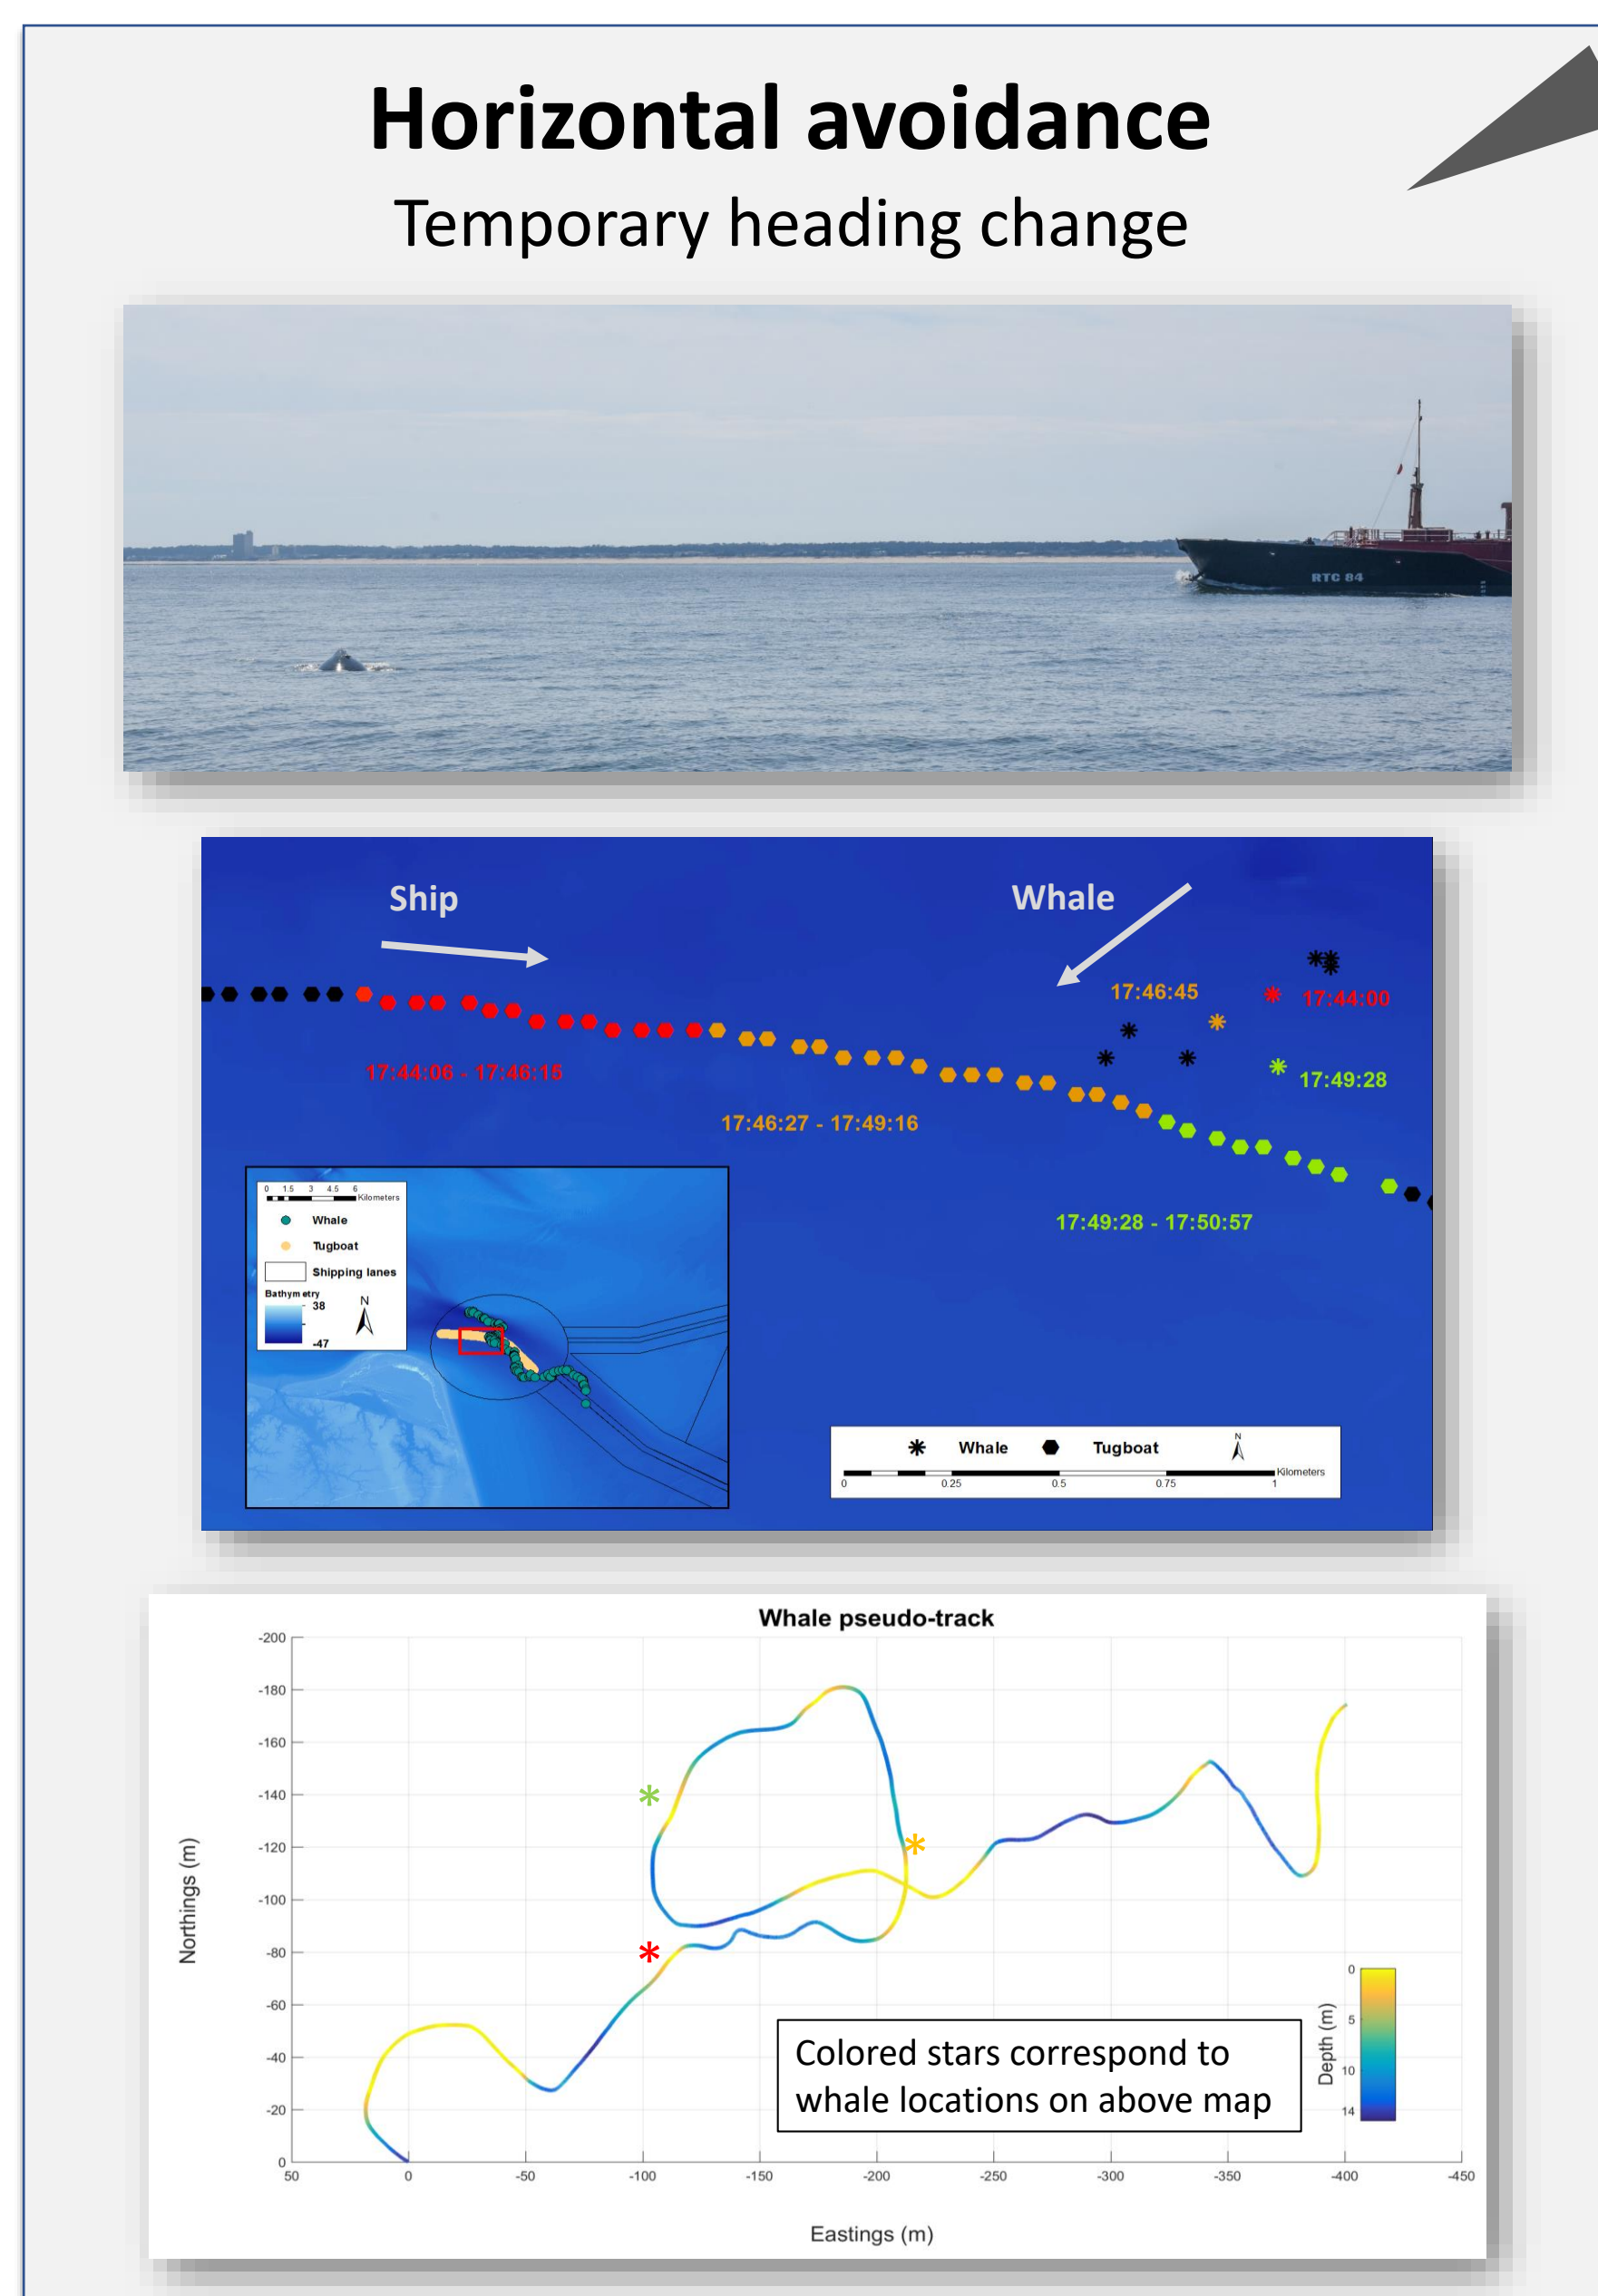 Horizontal avoidance
Temporary heading change
RTC 84
Ship
Whale
17:46:45
17:44:00
17:44:06 - 17:46:15
17:49:28
17:46:27 - 17:49:16
17:49:28 - 17:50:57
0 1.5 3 4.5 6
Kilometers
Whale
Tugboat
Shipping lanes
Bathymetry
38
-47
N
Whale
Tugboat
N
Kilometers
0 0.25 0.5 0.75 1
Whale pseudo-track
-200
-180
-160
-140
-120
-100
-80
-60
-40
-20
0
Northings (m)
Colored stars correspond to
whale locations on above map
Depth (m)
0
5
10
14
50 0 -50 -100 -150 -200 -250 -300 -350 -400 -450
Eastings (m)